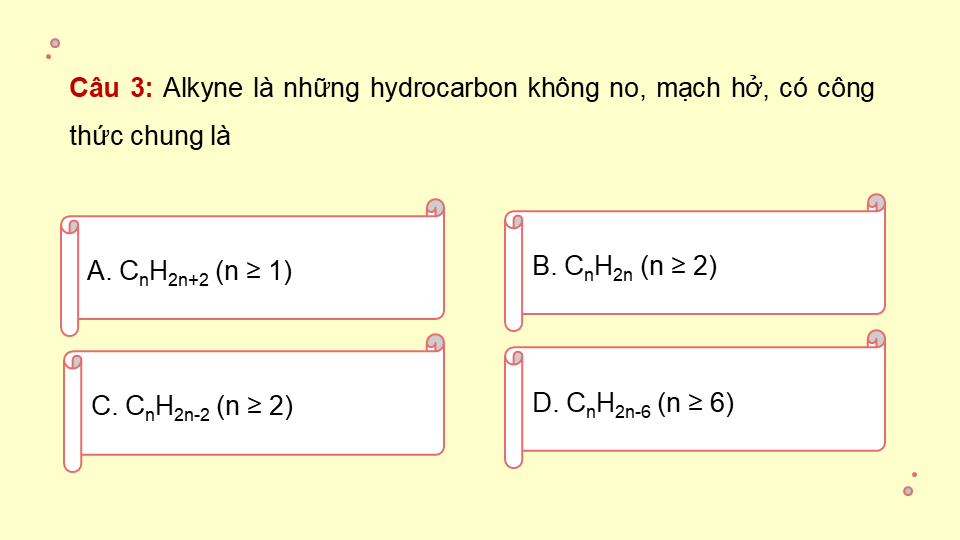 Câu 3: Alkyne là những hydrocarbon không no, mạch hở, có công
thức chung là
A. CₙH₂ₙ₊₂ (n ≥ 1)
B. CₙH₂ₙ (n ≥ 2)
C. CₙH₂ₙ₋₂ (n ≥ 2)
D. CₙH₂ₙ₋₆ (n ≥ 6)